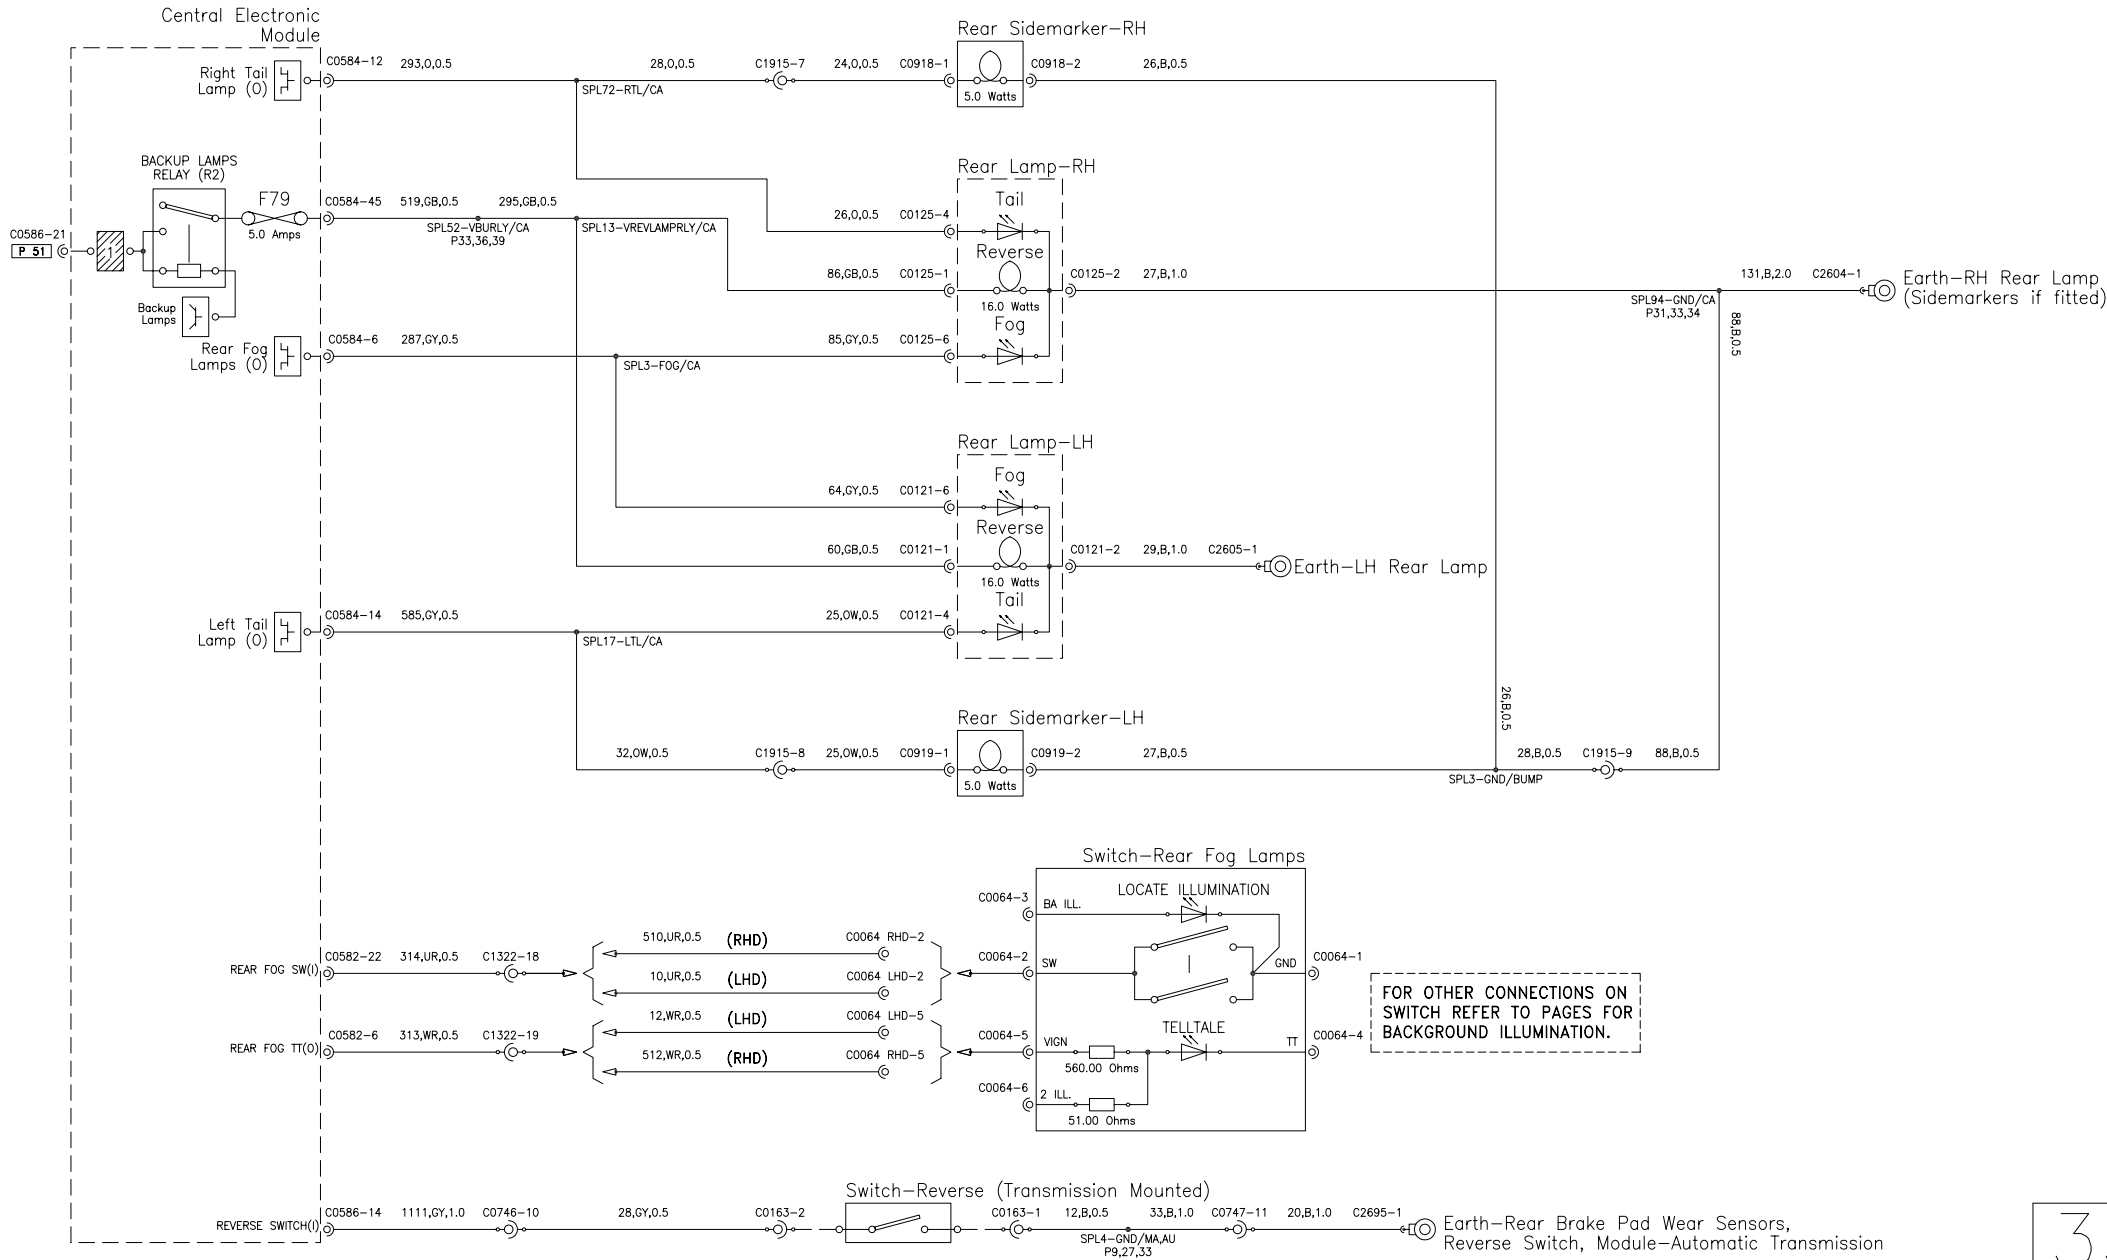 Central Electronic
Module
Right Tail
Lamp (O)
C0584-12
293,O,0.5
SPL72-RTL/CA
28,O,0.5
C1915-7
24,O,0.5
C0918-1
Rear Sidemarker-RH
5.0 Watts
C0918-2
26,B,0.5
BACKUP LAMPS
RELAY (R2)
F79
5.0 Amps
C0586-21
P 51
1
Backup
Lamps
C0584-45
519,GB,0.5
SPL52-VBURLY/CA
P33,36,39
295,GB,0.5
SPL13-VREVLAMPRLY/CA
Rear Lamp-RH
Tail
26,O,0.5
C0125-4
Reverse
86,GB,0.5
C0125-1
16.0 Watts
C0125-2
27,B,1.0
SPL94-GND/CA
P31,33,34
131,B,2.0
C2604-1
Earth-RH Rear Lamp
(Sidemarkers if fitted)
88,B,0.5
Fog
85,GY,0.5
C0125-6
Rear Fog
Lamps (O)
C0584-6
287,GY,0.5
SPL3-FOG/CA
Rear Lamp-LH
Fog
64,GY,0.5
C0121-6
Reverse
60,GB,0.5
C0121-1
16.0 Watts
C0121-2
29,B,1.0
C2605-1
Earth-LH Rear Lamp
Tail
25,OW,0.5
C0121-4
Left Tail
Lamp (O)
C0584-14
585,GY,0.5
SPL17-LTL/CA
Rear Sidemarker-LH
32,OW,0.5
C1915-8
25,OW,0.5
C0919-1
5.0 Watts
C0919-2
27,B,0.5
26,B,0.5
SPL3-GND/BUMP
28,B,0.5
C1915-9
88,B,0.5
Switch-Rear Fog Lamps
LOCATE ILLUMINATION
C0064-3
BA ILL.
REAR FOG SW(I)
C0582-22
314,UR,0.5
C1322-18
510,UR,0.5
(RHD)
C0064 RHD-2
10,UR,0.5
(LHD)
C0064 LHD-2
C0064-2
SW
GND
C0064-1
REAR FOG TT(O)
C0582-6
313,WR,0.5
C1322-19
12,WR,0.5
(LHD)
C0064 LHD-5
512,WR,0.5
(RHD)
C0064 RHD-5
C0064-5
VIGN
560.00 Ohms
TELLTALE
TT
C0064-4
C0064-6
2 ILL.
51.00 Ohms
FOR OTHER CONNECTIONS ON
SWITCH REFER TO PAGES FOR
BACKGROUND ILLUMINATION.
REVERSE SWITCH(I)
C0586-14
1111,GY,1.0
C0746-10
28,GY,0.5
C0163-2
Switch-Reverse (Transmission Mounted)
C0163-1
12,B,0.5
SPL4-GND/MA,AU
P9,27,33
33,B,1.0
C0747-11
20,B,1.0
C2695-1
Earth-Rear Brake Pad Wear Sensors,
Reverse Switch, Module-Automatic Transmission